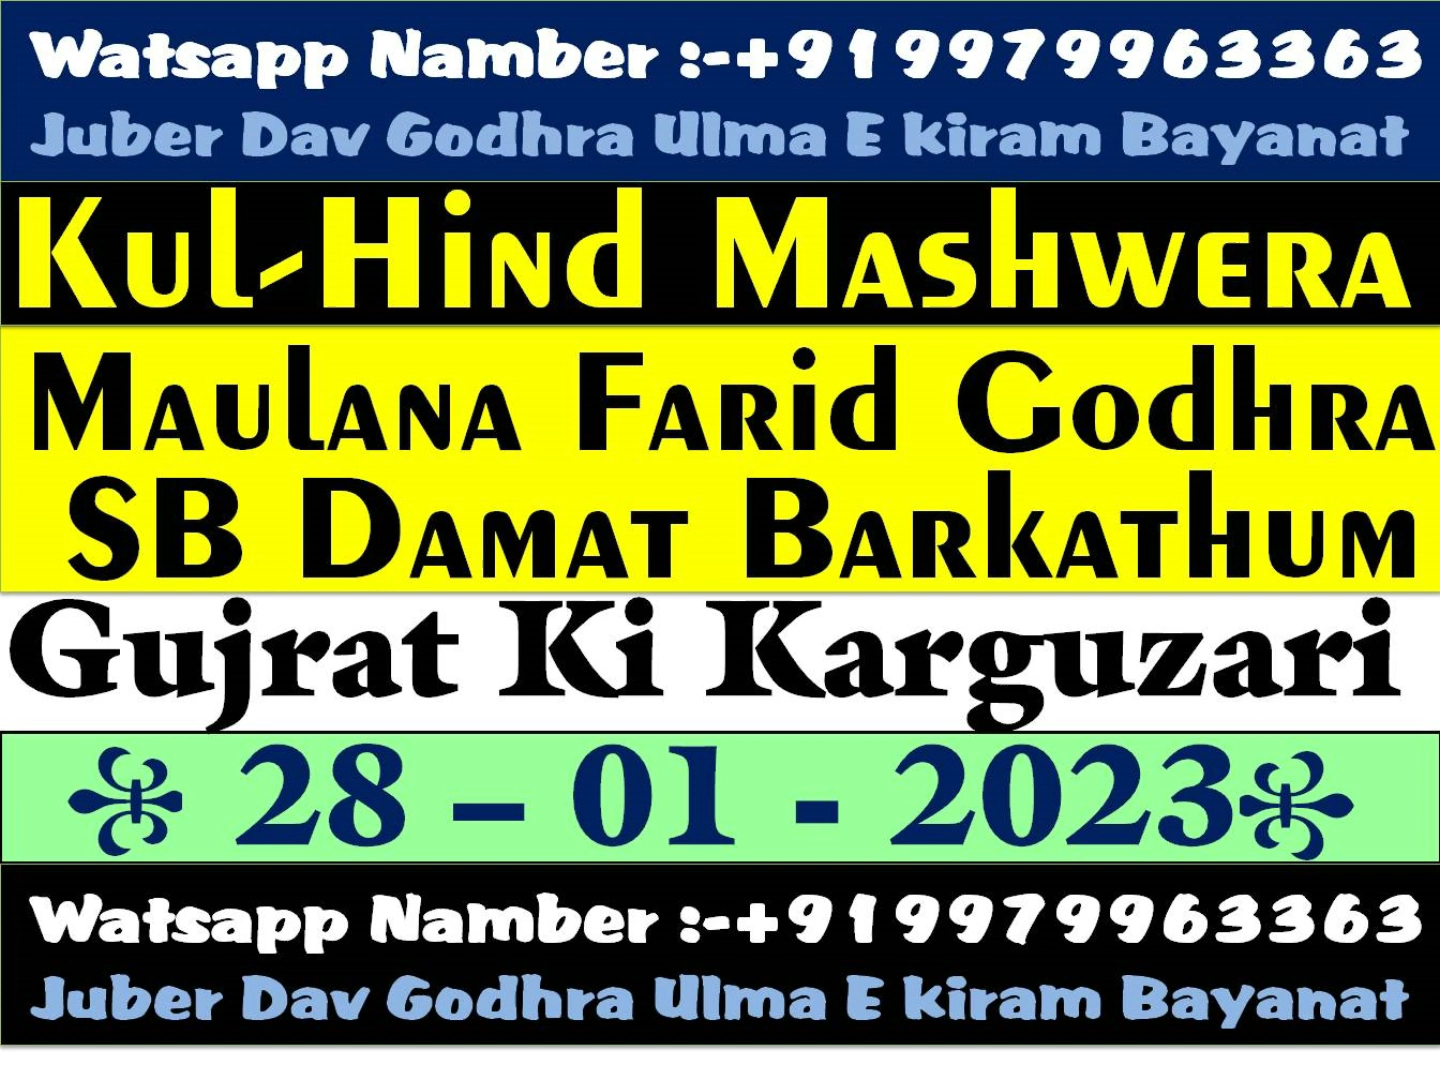 Watsapp Namber :-+919979963363
Juber Dav Godhra Ulma E kiram Bayanat
Kul-Hind Mashwera
Maulana Farid Godhra
SB Damat Barkathum
Gujrat Ki Karguzari
28 – 01 - 2023
Watsapp Namber :-+919979963363
Juber Dav Godhra Ulma E kiram Bayanat